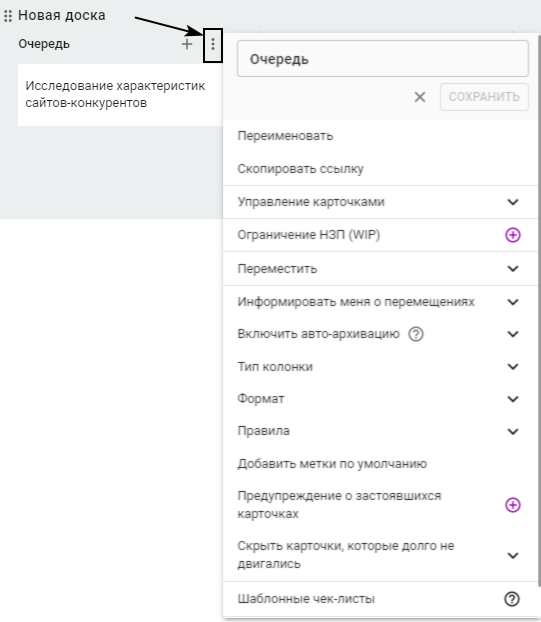 Новая доска
Очередь
Исследование характеристик
сайтов-конкурентов
Очередь
СОХРАНИТЬ
Переименовать
Скопировать ссылку
Управление карточками
Ограничение НЗП (WIP)
Переместить
Информировать меня о перемещениях
Включить авто-архивацию
Тип колонки
Формат
Правила
Добавить метки по умолчанию
Предупреждение о застоявшихся
карточках
Скрыть карточки, которые долго не
двигались
Шаблонные чек-листы